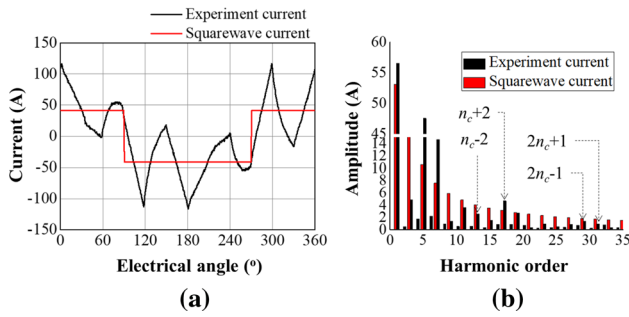 Experiment current
Squarewave current
150
100
50
0
-50
-100
-150
0 60 120 180 240 300 360
Current (A)
Electrical angle (º)
(a)
60
55
50
45
14
12
10
8
6
4
2
0
0 5 10 15 20 25 30 35
Amplitude (A)
Harmonic order
Experiment current
Squarewave current
nc+2
nc-2
2nc+1
2nc-1
(b)